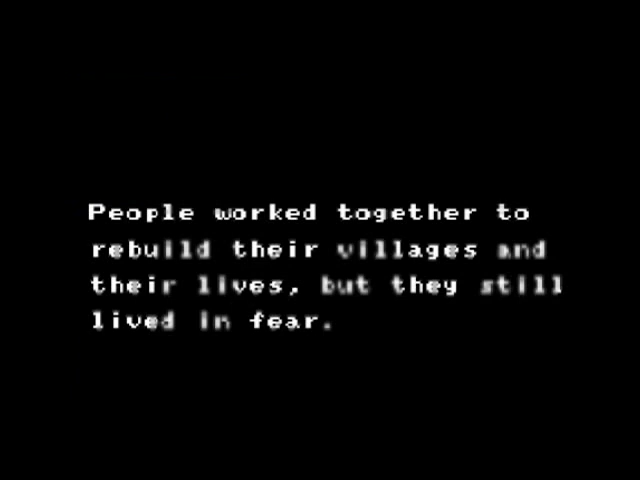 People worked together to
rebuild their villages and
their lives, but they still
lived in fear.